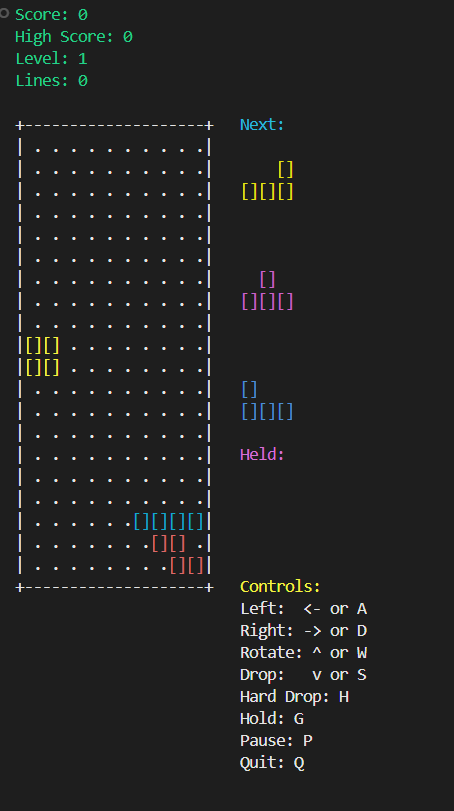 Score: 0
High Score: 0
Level: 1
Lines: 0
+--------------------+   Next:
| . . . . . . . . . .|
| . . . . . . . . . .|       []
| . . . . . . . . . .|   [][][]
| . . . . . . . . . .|
| . . . . . . . . . .|
| . . . . . . . . . .|
| . . . . . . . . . .|     []
| . . . . . . . . . .|   [][][]
| . . . . . . . . . .|
|[][] . . . . . . . .|
|[][] . . . . . . . .|
| . . . . . . . . . .|   []
| . . . . . . . . . .|   [][][]
| . . . . . . . . . .|
| . . . . . . . . . .|   Held:
| . . . . . . . . . .|
| . . . . . . . . . .|
| . . . . . .[][][][]|
| . . . . . . .[][] .|
| . . . . . . . .[][]|
+--------------------+   Controls:
Left:  <- or A
Right: -> or D
Rotate: ^ or W
Drop:   v or S
Hard Drop: H
Hold: G
Pause: P
Quit: Q